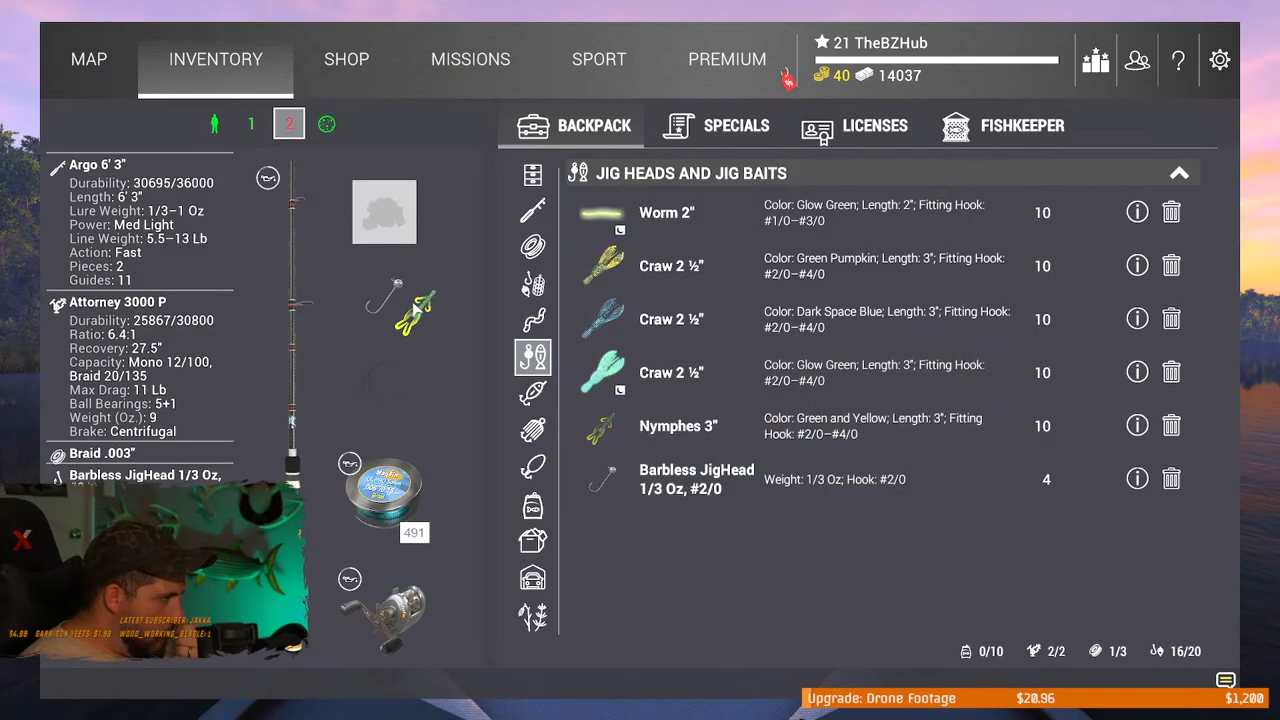 MAP
INVENTORY
SHOP
MISSIONS
SPORT
PREMIUM
%
21 TheBZHub
40 14037
?
1
2
BACKPACK
SPECIALS
LICENSES
FISHKEEPER
Argo 6' 3"
Durability: 30695/36000
Length: 6' 3"
Lure Weight: 1/3–1 Oz
Power: Med Light
Line Weight: 5.5–13 Lb
Action: Fast
Pieces: 2
Guides: 11
Attorney 3000 P
Durability: 25867/30800
Ratio: 6.4:1
Recovery: 27.5"
Capacity: Mono 12/100,
Braid 20/135
Max Drag: 11 Lb
Ball Bearings: 5+1
Weight (Oz.): 9
Brake: Centrifugal
Braid .003"
Barbless JigHead 1/3 Oz,
491
JIG HEADS AND JIG BAITS
Worm 2"
Color: Glow Green; Length: 2"; Fitting Hook:
#1/0–#3/0
10
Craw 2 ½"
Color: Green Pumpkin; Length: 3"; Fitting Hook:
#2/0–#4/0
10
Craw 2 ½"
Color: Dark Space Blue; Length: 3"; Fitting Hook:
#2/0–#4/0
10
Craw 2 ½"
Color: Glow Green; Length: 3"; Fitting Hook:
#2/0–#4/0
10
Nymphes 3"
Color: Green and Yellow; Length: 3"; Fitting
Hook: #2/0–#4/0
10
Barbless JigHead
1/3 Oz, #2/0
Weight: 1/3 Oz; Hook: #2/0
4
0/10
2/2
1/3
16/20
X
LATEST SUBSCRIBER: JAKKA
$4.99 GARRISON YEETS: $1.99 WOOD_WORKING_BEAGLE:
Upgrade: Drone Footage $20.96 $1,200